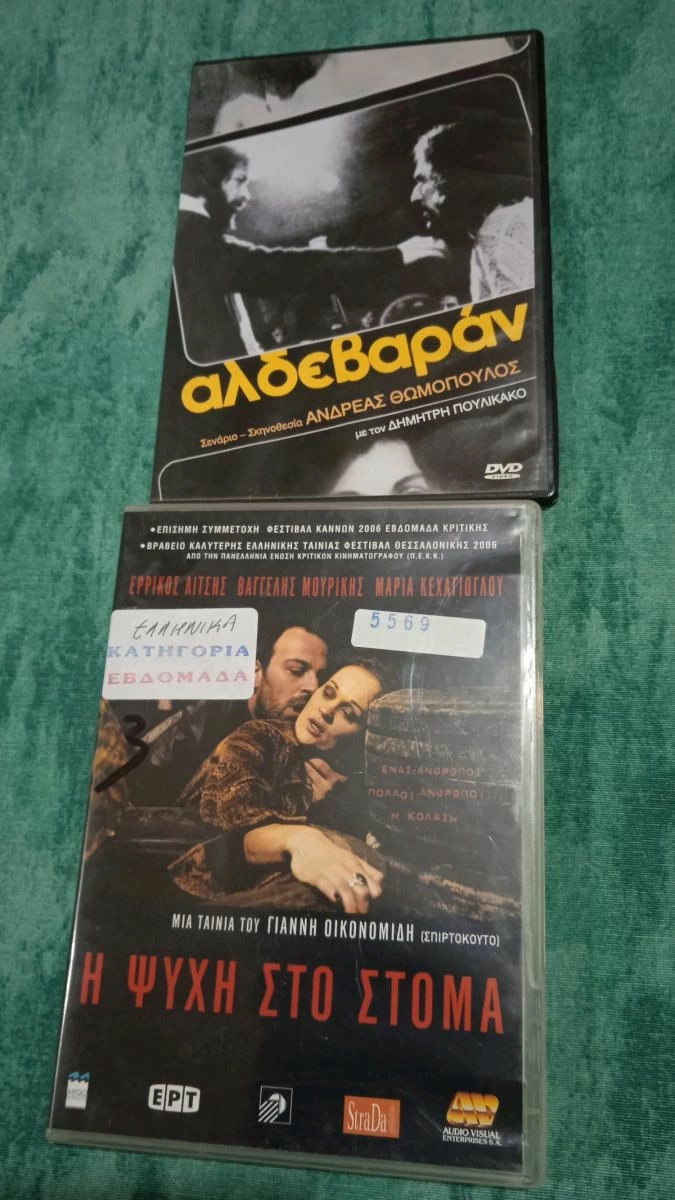 αλδεβαράν
Σενάριο – Σκηνοθεσία ΑΝΔΡΕΑΣ ΘΩΜΟΠΟΥΛΟΣ
με τον ΔΗΜΗΤΡΗ ΠΟΥΛΙΚΑΚΟ
DVD
VIDEO
•ΕΠΙΣΗΜΗ ΣΥΜΜΕΤΟΧΗ ΦΕΣΤΙΒΑΛ ΚΑΝΝΩΝ 2006 ΕΒΔΟΜΑΔΑ ΚΡΙΤΙΚΗΣ
•ΒΡΑΒΕΙΟ ΚΑΛΥΤΕΡΗΣ ΕΛΛΗΝΙΚΗΣ ΤΑΙΝΙΑΣ ΦΕΣΤΙΒΑΛ ΘΕΣΣΑΛΟΝΙΚΗΣ 2006
ΑΠΟ ΤΗΝ ΠΑΝΕΛΛΗΝΙΑ ΕΝΩΣΗ ΚΡΙΤΙΚΩΝ ΚΙΝΗΜΑΤΟΓΡΑΦΟΥ (Π.Ε.Κ.Κ.)
ΕΡΡΙΚΟΣ ΛΙΤΣΗΣ ΒΑΓΓΕΛΗΣ ΜΟΥΡΙΚΗΣ ΜΑΡΙΑ ΚΕΧΑΓΙΟΓΛΟΥ
ΕΛΛΗΝΙΚΑ
ΚΑΤΗΓΟΡΙΑ
ΕΒΔΟΜΑΔΑ
5569
3
ΕΝΑΣ ΑΝΘΡΩΠΟΣ
ΠΟΛΛΟΙ ΑΝΘΡΩΠΟΙ...
Η ΚΟΛΑΣΗ
ΜΙΑ ΤΑΙΝΙΑ ΤΟΥ ΓΙΑΝΝΗ ΟΙΚΟΝΟΜΙΔΗ (ΣΠΙΡΤΟΚΟΥΤΟ)
Η ΨΥΧΗ ΣΤΟ ΣΤΟΜΑ
ΕΡΤ
StraDa
AUDIO VISUAL
ENTERPRISES S.A.